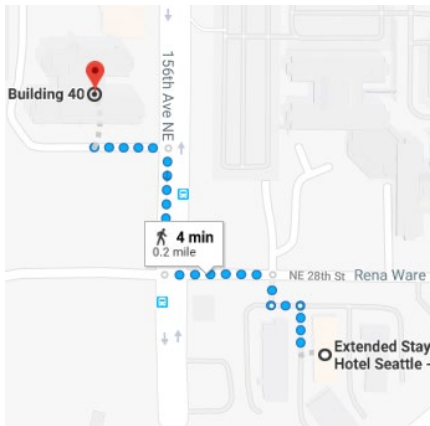 156th Ave NE
Building 40
4 min
0.2 mile
NE 28th St Rena Ware
Extended Stay
Hotel Seattle -